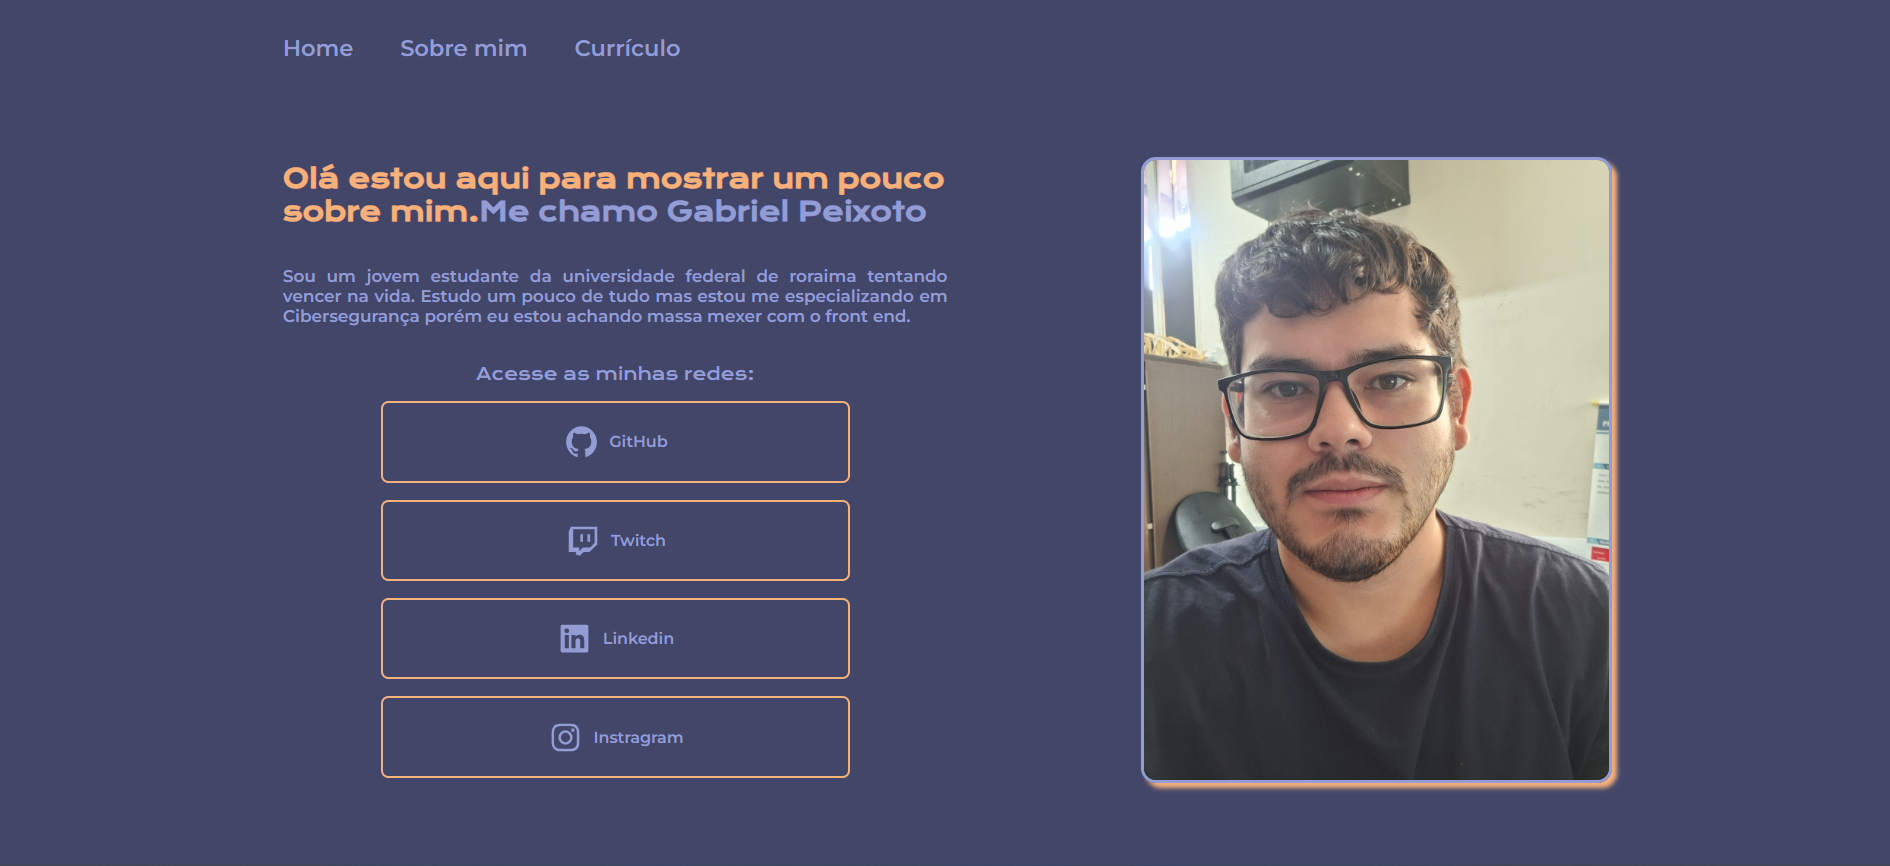 Home Sobre mim Currículo
Olá estou aqui para mostrar um pouco
sobre mim.Me chamo Gabriel Peixoto
Sou um jovem estudante da universidade federal de roraima tentando
vencer na vida. Estudo um pouco de tudo mas estou me especializando em
Cibersegurança porém eu estou achando massa mexer com o front end.
Acesse as minhas redes:
GitHub
Twitch
Linkedin
Instragram